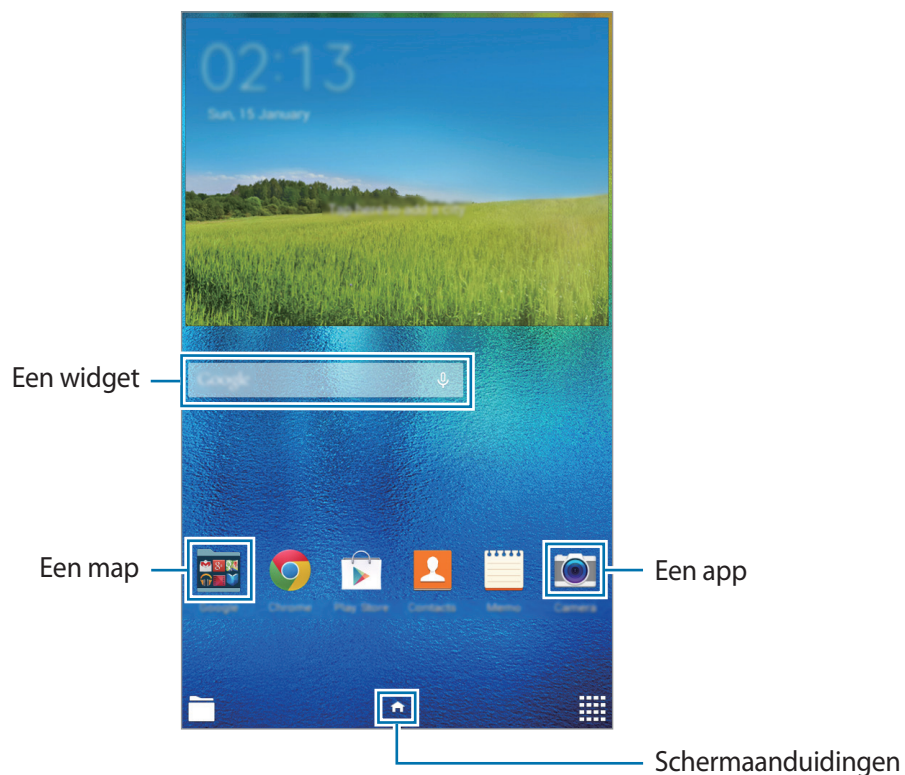 02:13
Sun, 15 January
Een widget
Google
Een map
Een app
Google
Chrome
Play Store
Contacts
Memo
Camera
Schermaanduidingen